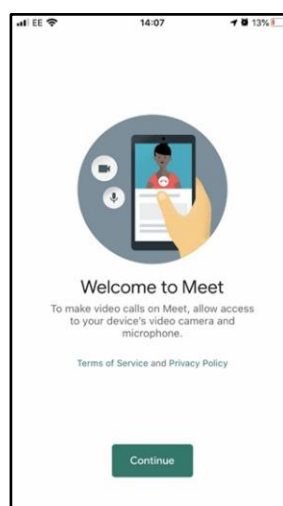 EE 14:07 13%
Welcome to Meet
To make video calls on Meet, allow access
to your device's video camera and
microphone.
Terms of Service and Privacy Policy
Continue